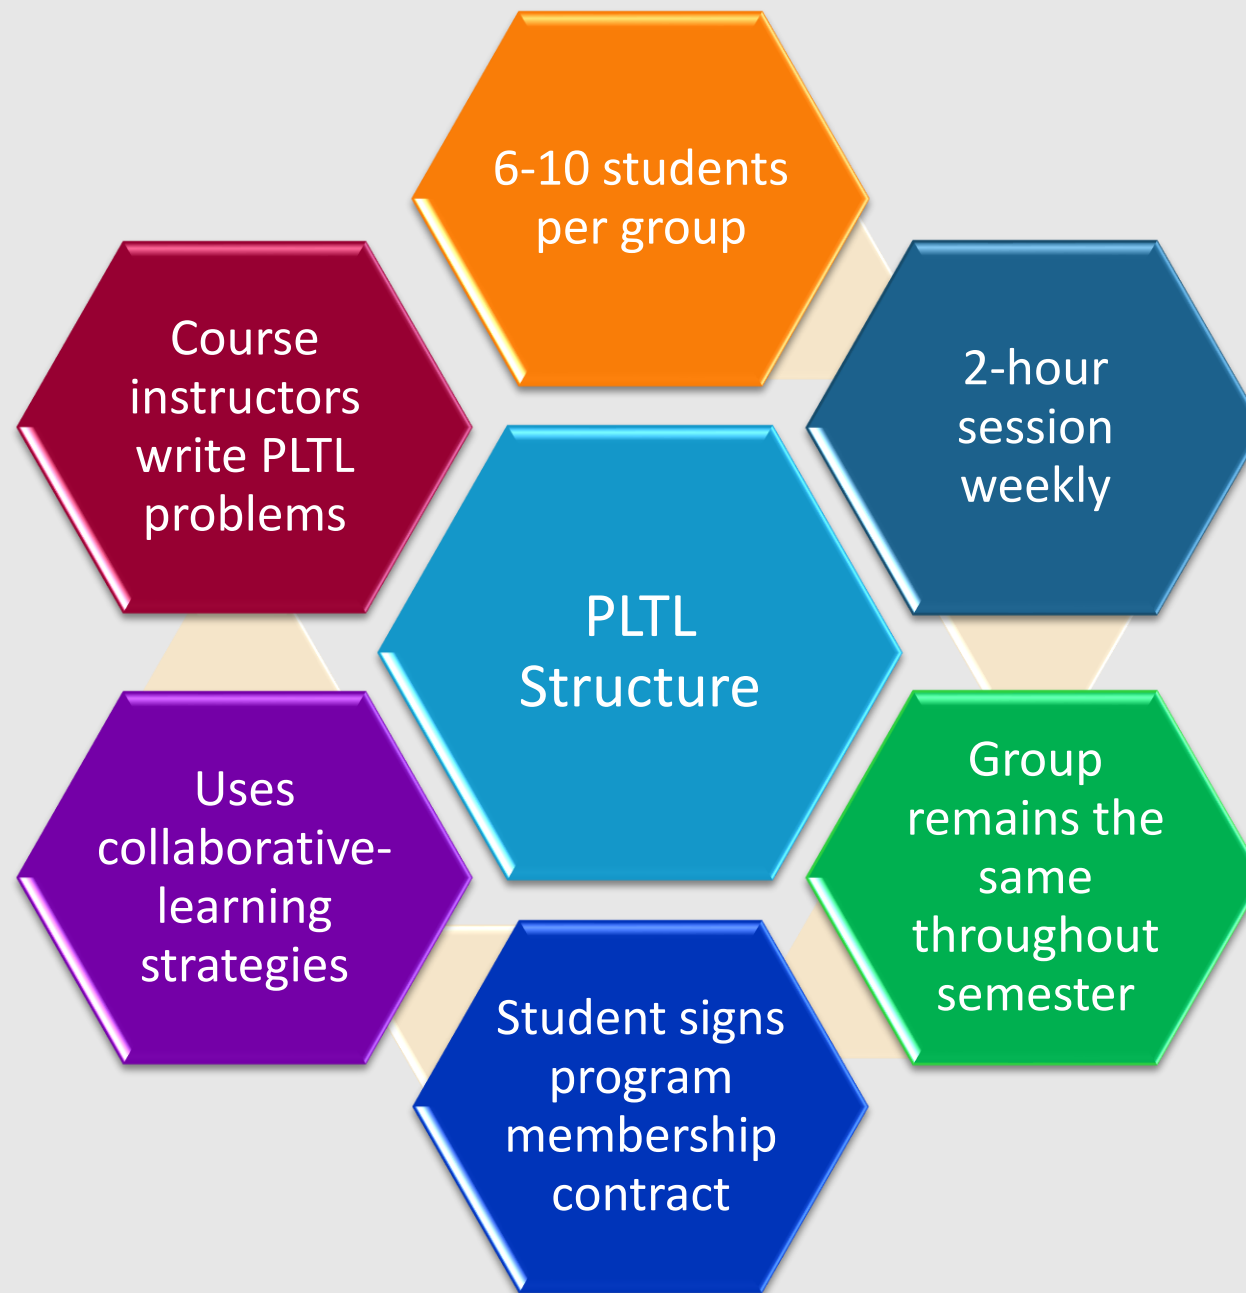 6-10 students
per group
2-hour
session
weekly
Group
remains the
same
throughout
semester
Student signs
program
membership
contract
Uses
collaborative-
learning
strategies
Course
instructors
write PLTL
problems
PLTL
Structure